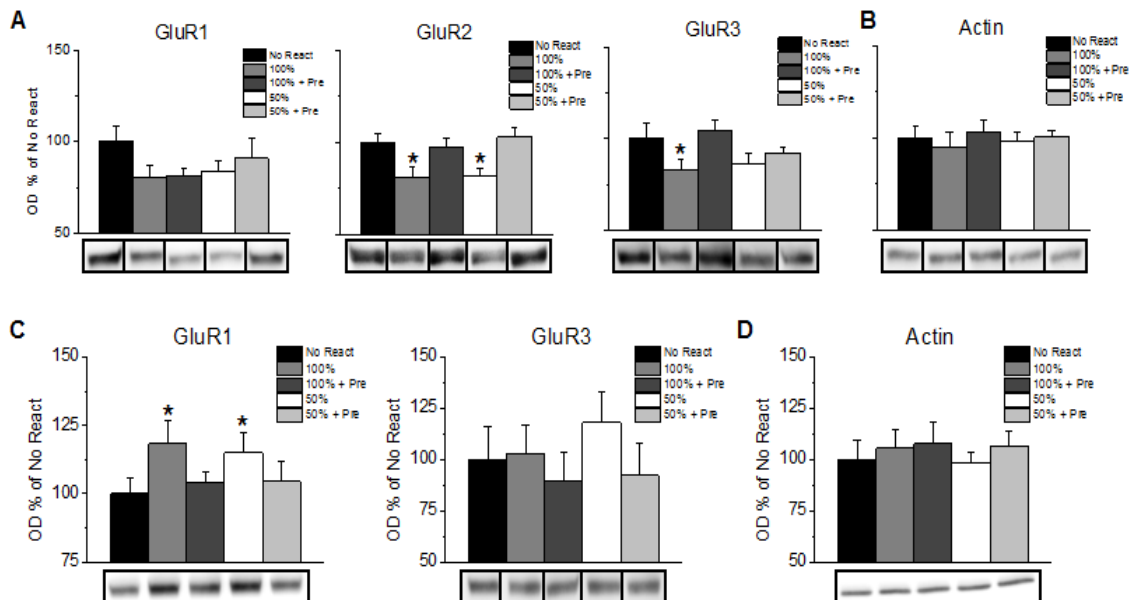 A
GluR1
OD % of No React
150
100
50
No React
100%
100% + Pre
50%
50% + Pre
GluR2
*
*
No React
100%
100% + Pre
50%
50% + Pre
GluR3
*
No React
100%
100% + Pre
50%
50% + Pre
B
Actin
No React
100%
100% + Pre
50%
50% + Pre
C
GluR1
OD % of No React
150
125
100
75
*
*
No React
100%
100% + Pre
50%
50% + Pre
GluR3
OD % of No React
150
125
100
75
50
No React
100%
100% + Pre
50%
50% + Pre
D
Actin
OD % of No React
150
125
100
75
50
No React
100%
100% + Pre
50%
50% + Pre